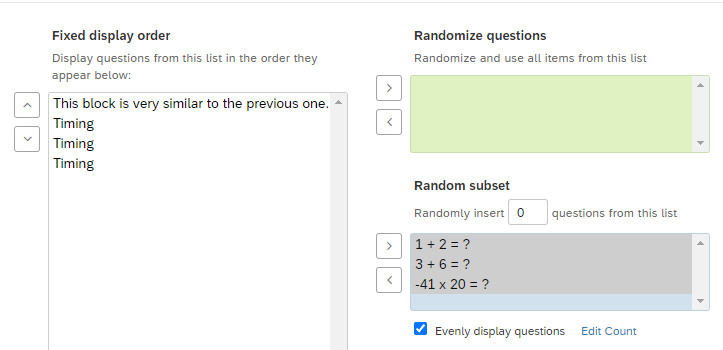 Fixed display order
Display questions from this list in the order they
appear below:
This block is very similar to the previous one.
Timing
Timing
Timing
Randomize questions
Randomize and use all items from this list
Random subset
Randomly insert 0 questions from this list
1 + 2 = ?
3 + 6 = ?
-41 x 20 = ?
Evenly display questions Edit Count